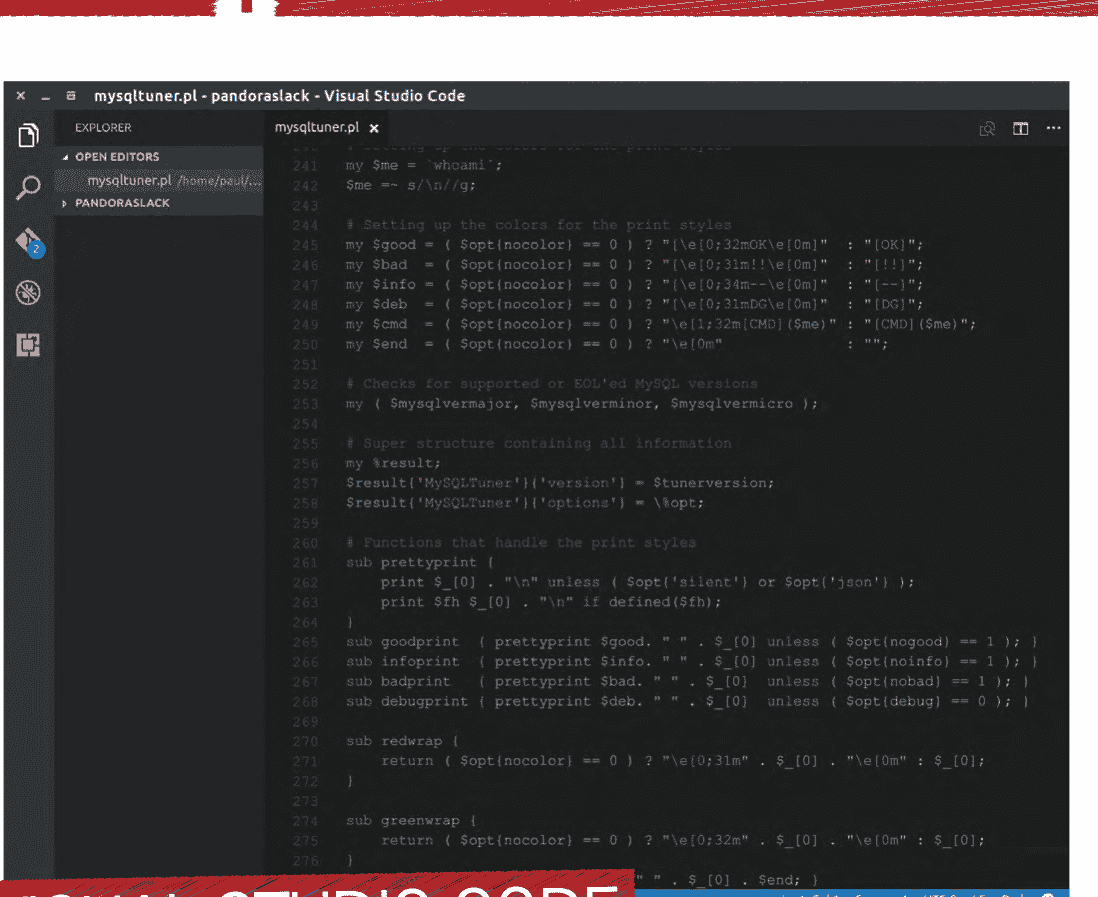 mysqltuner.pl - pandoraslack - Visual Studio Code
EXPLORER
OPEN EDITORS
mysqltuner.pl /home/paul/...
PANDORASLACK
2
mysqltuner.pl
241 my $me = `whoami`;
242 $me =~ s/\n//g;
243
244 # Setting up the colors for the print styles
245 my $good = ( $opt{nocolor} == 0 ) ? "[\e[0;32mOK\e[0m]"  : "[OK]";
246 my $bad  = ( $opt{nocolor} == 0 ) ? "[\e[0;31m!!\e[0m]"  : "[!!]";
247 my $info = ( $opt{nocolor} == 0 ) ? "[\e[0;34m--\e[0m]"  : "[--]";
248 my $deb  = ( $opt{nocolor} == 0 ) ? "[\e[0;31mDG\e[0m]"  : "[DG]";
249 my $cmd  = ( $opt{nocolor} == 0 ) ? "\e[1;32m[CMD]($me)" : "[CMD]($me)";
250 my $end  = ( $opt{nocolor} == 0 ) ? "\e[0m"              : "";
251
252 # Checks for supported or EOL'ed MySQL versions
253 my ( $mysqlvermajor, $mysqlverminor, $mysqlvermicro );
254
255 # Super structure containing all information
256 my %result;
257 $result{'MySQLTuner'}{'version'} = $tunerversion;
258 $result{'MySQLTuner'}{'options'} = \%opt;
259
260 # Functions that handle the print styles
261 sub prettyprint {
262     print $_[0] . "\n" unless ( $opt{'silent'} or $opt{'json'} );
263     print $fh $_[0] . "\n" if defined($fh);
264 }
265 sub goodprint  { prettyprint $good. " " . $_[0] unless ( $opt{nogood} == 1 ); }
266 sub infoprint  { prettyprint $info. " " . $_[0] unless ( $opt{noinfo} == 1 ); }
267 sub badprint   { prettyprint $bad. " " . $_[0]  unless ( $opt{nobad} == 1 ); }
268 sub debugprint { prettyprint $deb. " " . $_[0]  unless ( $opt{debug} == 0 ); }
269
270 sub redwrap {
271     return ( $opt{nocolor} == 0 ) ? "\e[0;31m" . $_[0] . "\e[0m" : $_[0];
272 }
273
274 sub greenwrap {
275     return ( $opt{nocolor} == 0 ) ? "\e[0;32m" . $_[0] . "\e[0m" : $_[0];
276 }
" " . $_[0] . $end; }
STUDIO CODE